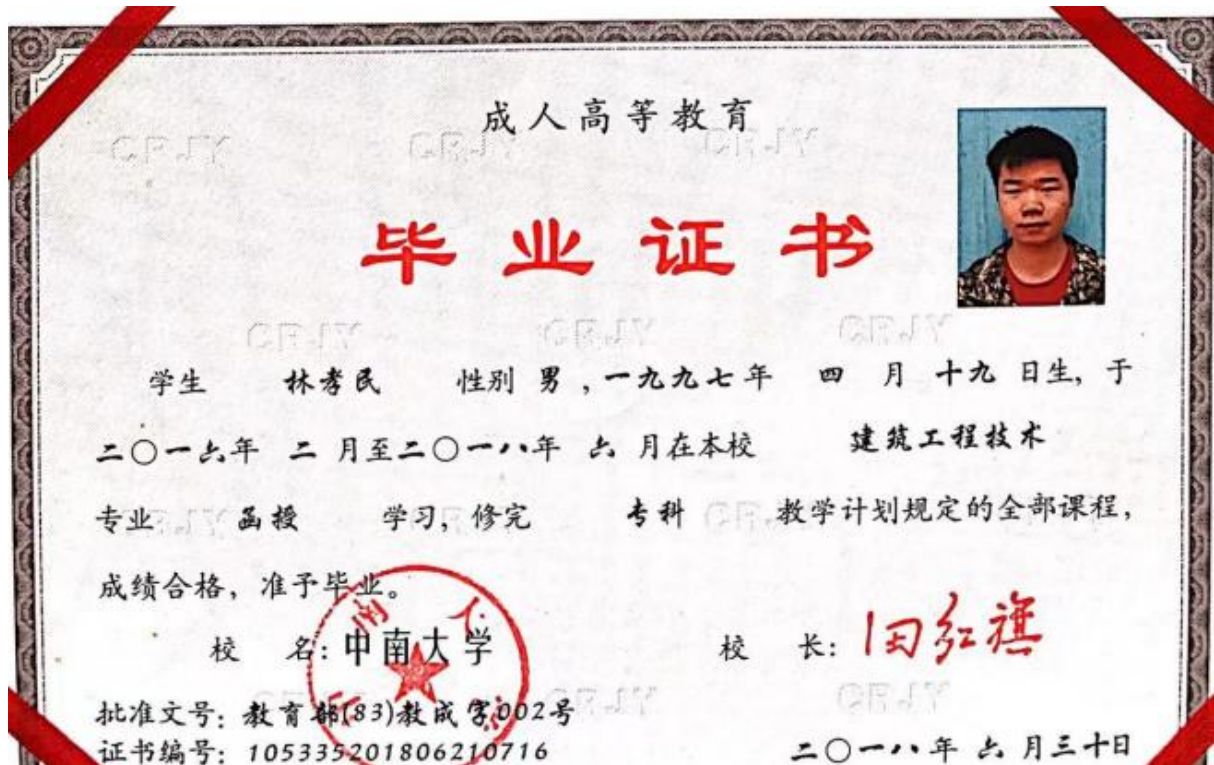 成人高等教育
毕业证书
学生 林孝民 性别 男 ,一九九七年 四 月 十九 日生, 于
二〇一六年 二 月至二〇一八年 六 月在本校 建筑工程技术
专业 函授 学习, 修完 专科 教学计划规定的全部课程,
成绩合格, 准予毕业。
校 名: 中南大学 校 长: 田红旗
批准文号: 教育部(83)教成字002号
证书编号: 105335201806210716 二〇一八年 六 月三十日